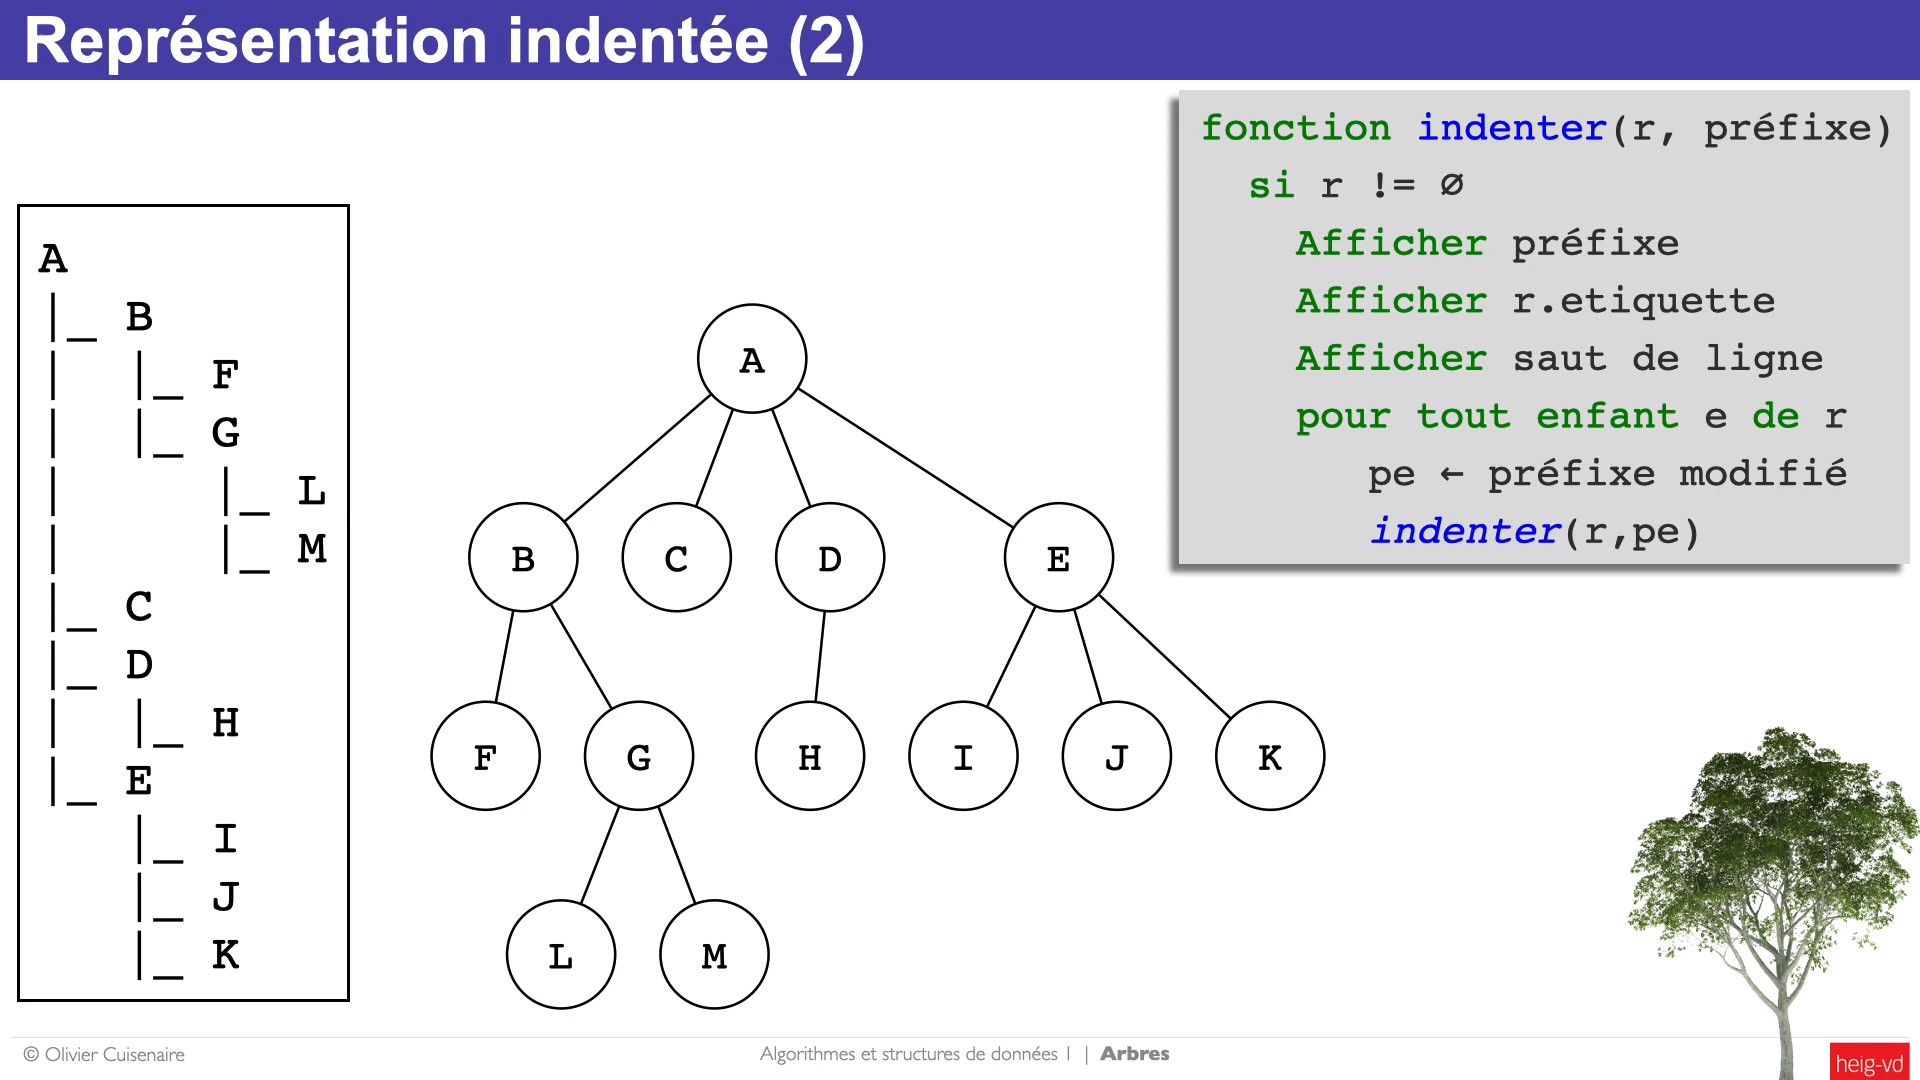 Représentation indentée (2)
fonction indenter(r, préfixe)
si r != ∅
Afficher préfixe
Afficher r.etiquette
Afficher saut de ligne
pour tout enfant e de r
pe ← préfixe modifié
indenter(r,pe)
A
|_ B
|  |_ F
|  |_ G
|     |_ L
|     |_ M
|_ C
|_ D
|  |_ H
|_ E
   |_ I
   |_ J
   |_ K
A
B C D E
F G H I J K
L M
© Olivier Cuisenaire
Algorithmes et structures de données 1 | Arbres
heig-vd